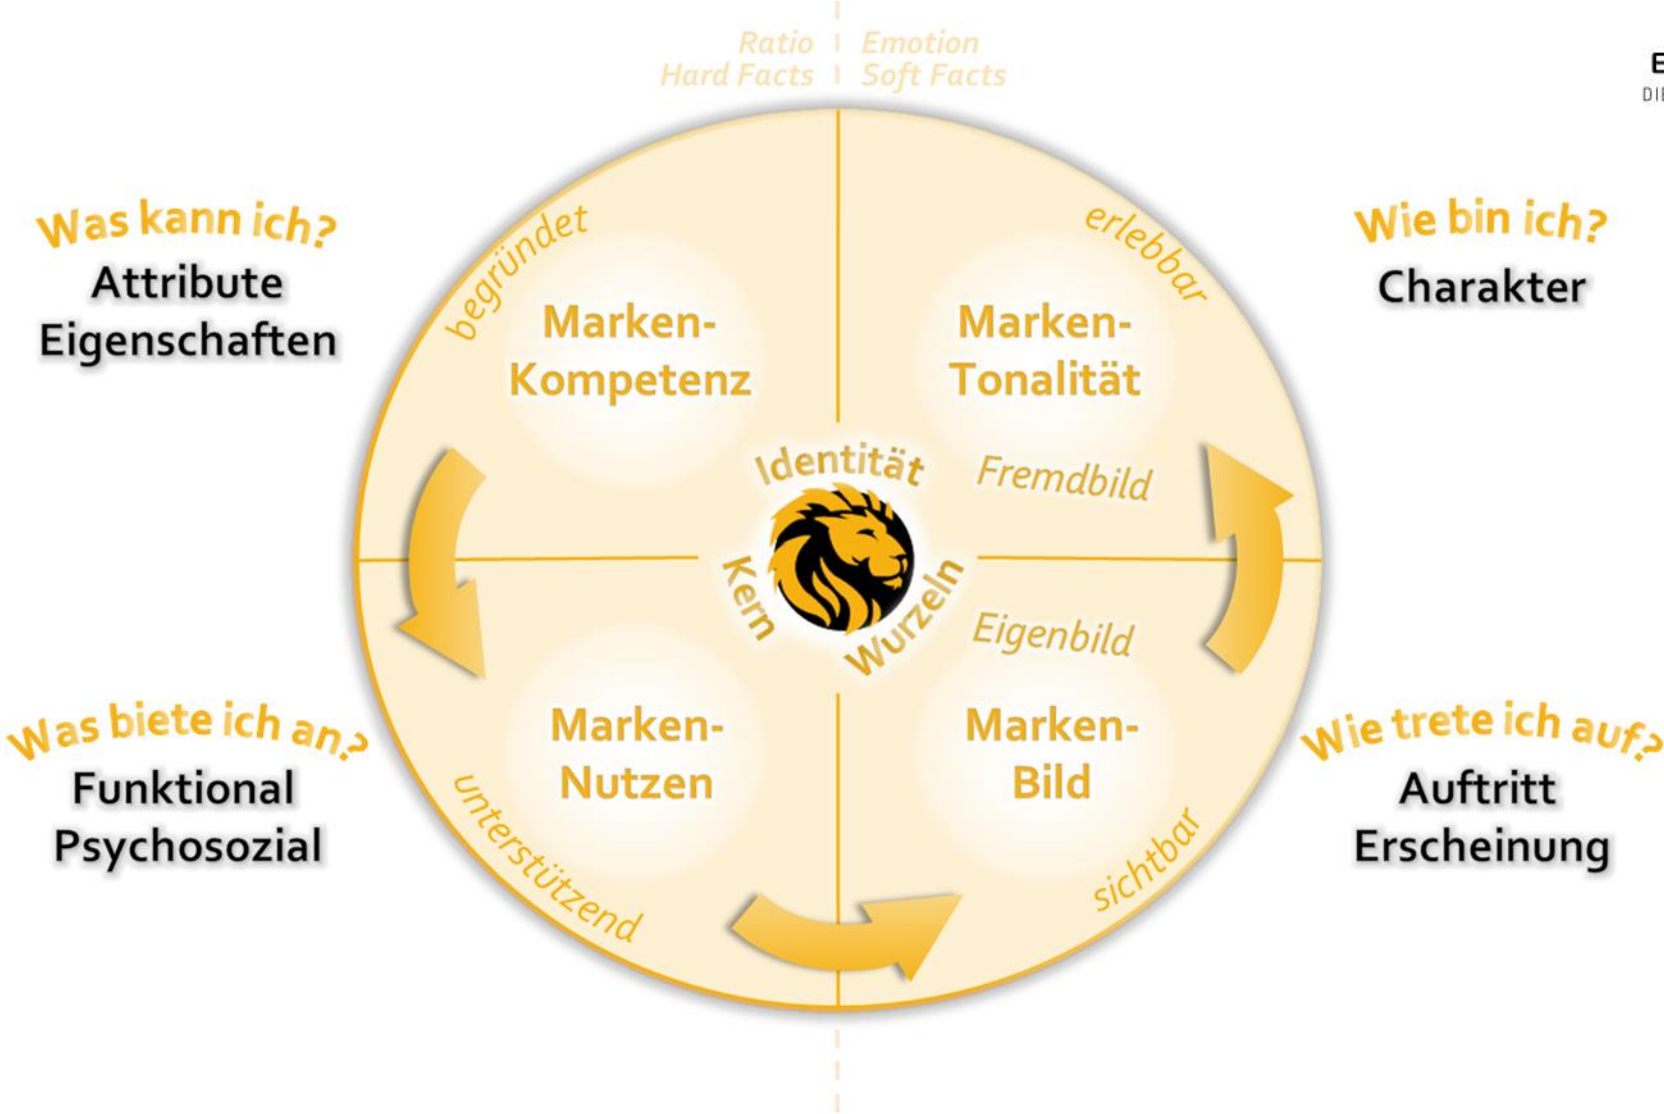 Ratio
Hard Facts
Emotion
Soft Facts
Was kann ich?
Attribute
Eigenschaften
begründet
Marken-
Kompetenz
erlebbar
Marken-
Tonalität
Wie bin ich?
Charakter
Identität
Kern
Wurzeln
Fremdbild
Eigenbild
Was biete ich an?
Funktional
Psychosozial
unterstützend
Marken-
Nutzen
Marken-
Bild
sichtbar
Wie trete ich auf?
Auftritt
Erscheinung